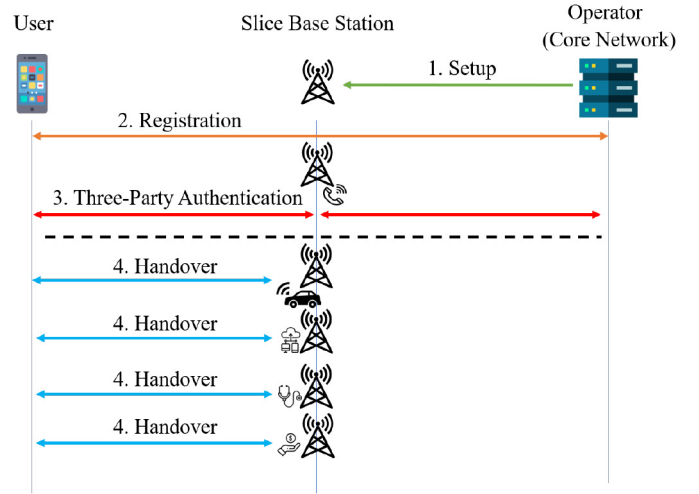 User
Slice Base Station
Operator
(Core Network)
1. Setup
2. Registration
3. Three-Party Authentication
4. Handover
4. Handover
4. Handover
4. Handover